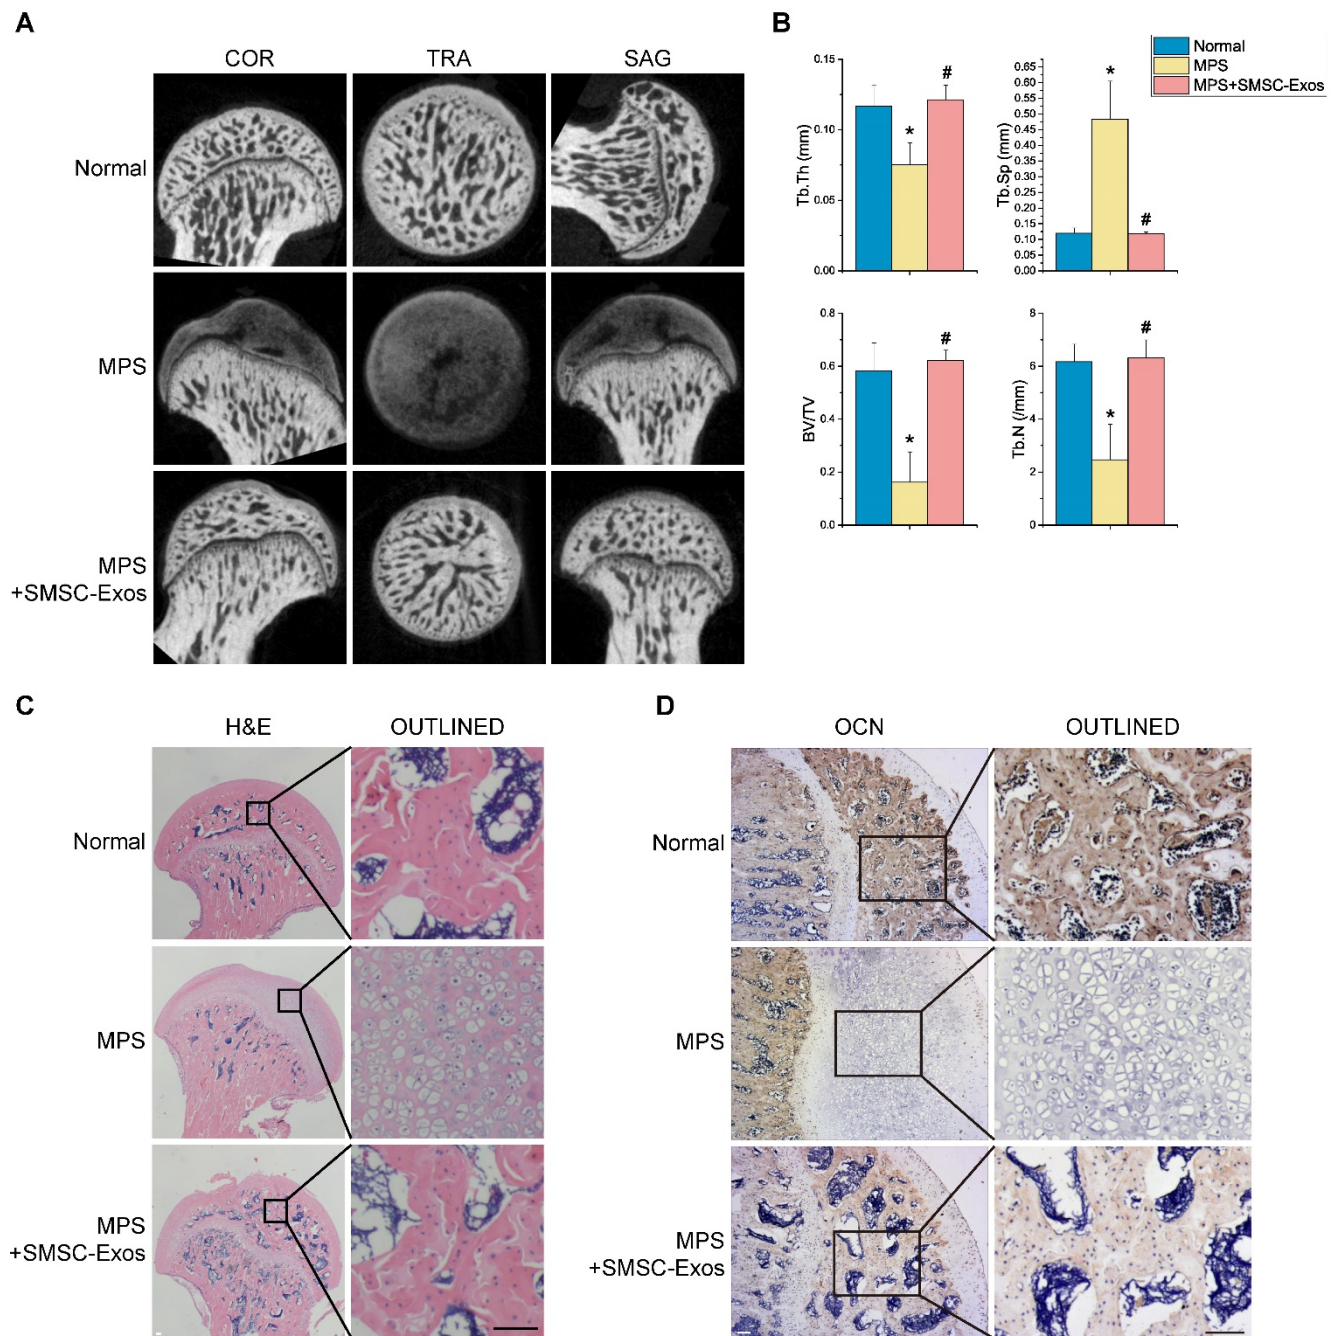 A
COR
TRA
SAG
Normal
MPS
MPS
+SMSC-Exos
B
Normal
MPS
MPS+SMSC-Exos
Tb.Th (mm)
0.15
0.10
0.05
0.00
*
#
Tb.Sp (mm)
0.65
0.60
0.55
0.50
0.45
0.40
0.35
0.30
0.25
0.20
0.15
0.10
0.05
0.00
*
#
BV/TV
0.8
0.6
0.4
0.2
0.0
*
#
Tb.N (/mm)
8
6
4
2
0
*
#
C
H&E
OUTLINED
Normal
MPS
MPS
+SMSC-Exos
D
OCN
OUTLINED
Normal
MPS
MPS
+SMSC-Exos